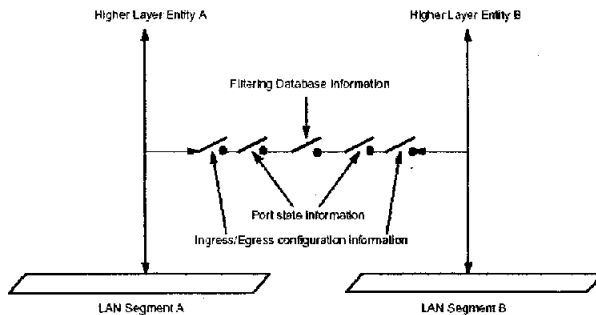 Higher Layer Entity A
Higher Layer Entity B
Filtering Database Information
Port state information
Ingress/Egress configuration information
LAN Segment A
LAN Segment B